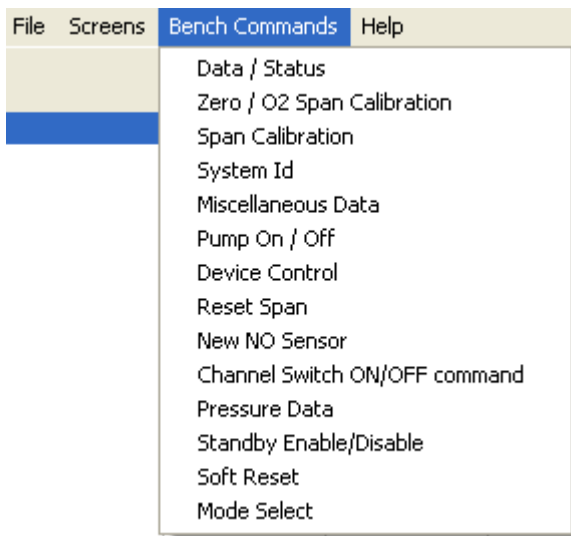 File Screens Bench Commands Help
Data / Status
Zero / O2 Span Calibration
Span Calibration
System Id
Miscellaneous Data
Pump On / Off
Device Control
Reset Span
New NO Sensor
Channel Switch ON/OFF command
Pressure Data
Standby Enable/Disable
Soft Reset
Mode Select